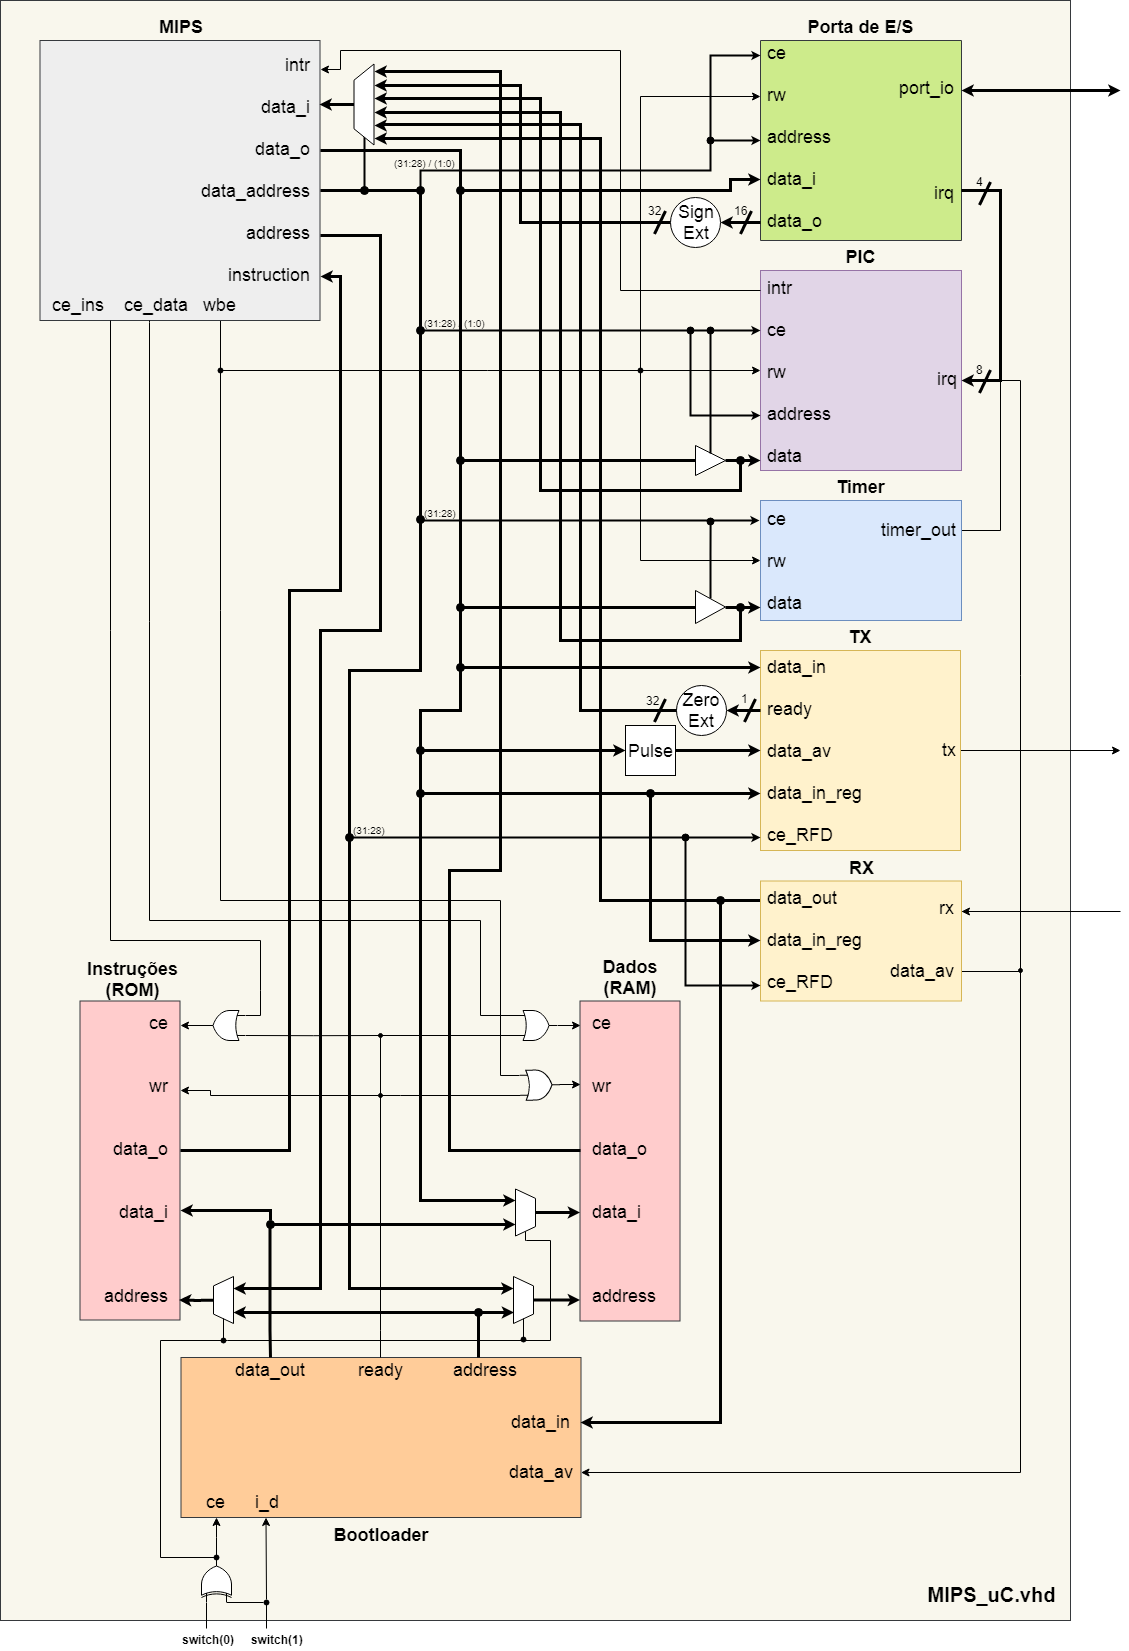 MIPS
intr
data_i
data_o
data_address
address
instruction
ce_ins
ce_data
wbe
(31:28) / (1:0)
Porta de E/S
ce
rw
address
data_i
data_o
port_io
irq
4
Sign
Ext
32
16
PIC
intr
ce
rw
address
data
irq
8
(31:28)
(1:0)
Timer
ce
rw
data
timer_out
(31:28)
TX
data_in
ready
data_av
data_in_reg
ce_RFD
tx
32
Zero
Ext
1
Pulse
(31:28)
RX
data_out
data_in_reg
ce_RFD
rx
data_av
Instruções
(ROM)
ce
wr
data_o
data_i
address
Dados
(RAM)
ce
wr
data_o
data_i
address
data_out
ready
address
data_in
data_av
ce
i_d
Bootloader
MIPS_uC.vhd
switch(0)
switch(1)